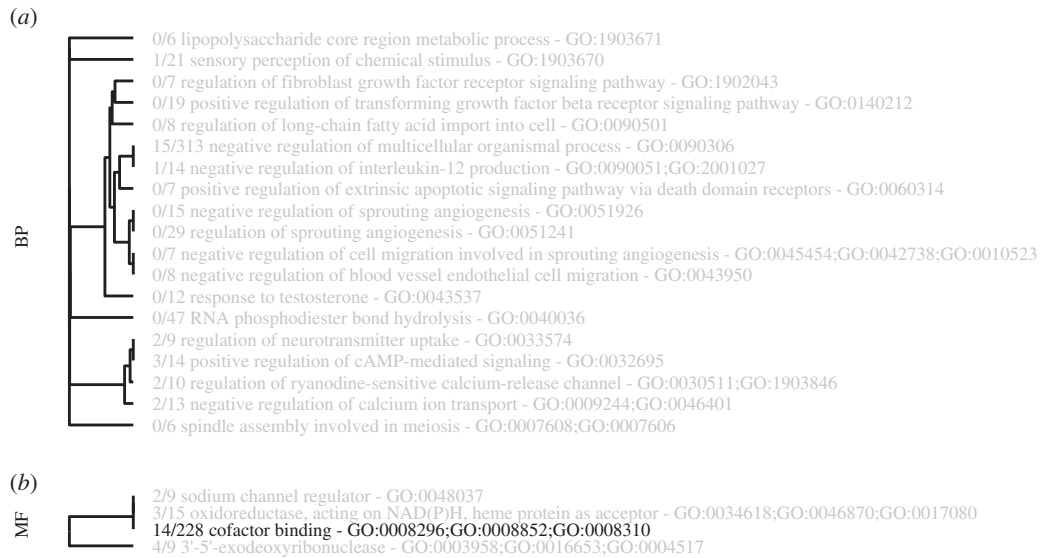 (a)
BP
0/6 lipopolysaccharide core region metabolic process - GO:1903671
1/21 sensory perception of chemical stimulus - GO:1903670
0/7 regulation of fibroblast growth factor receptor signaling pathway - GO:1902043
0/19 positive regulation of transforming growth factor beta receptor signaling pathway - GO:0140212
0/8 regulation of long-chain fatty acid import into cell - GO:0090501
15/313 negative regulation of multicellular organismal process - GO:0090306
1/14 negative regulation of interleukin-12 production - GO:0090051;GO:2001027
0/7 positive regulation of extrinsic apoptotic signaling pathway via death domain receptors - GO:0060314
0/15 negative regulation of sprouting angiogenesis - GO:0051926
0/29 regulation of sprouting angiogenesis - GO:0051241
0/7 negative regulation of cell migration involved in sprouting angiogenesis - GO:0045454;GO:0042738;GO:0010523
0/8 negative regulation of blood vessel endothelial cell migration - GO:0043950
0/12 response to testosterone - GO:0043537
0/47 RNA phosphodiester bond hydrolysis - GO:0040036
2/9 regulation of neurotransmitter uptake - GO:0033574
3/14 positive regulation of cAMP-mediated signaling - GO:0032695
2/10 regulation of ryanodine-sensitive calcium-release channel - GO:0030511;GO:1903846
2/13 negative regulation of calcium ion transport - GO:0009244;GO:0046401
0/6 spindle assembly involved in meiosis - GO:0007608;GO:0007606
(b)
MF
2/9 sodium channel regulator - GO:0048037
3/15 oxidoreductase, acting on NAD(P)H, heme protein as acceptor - GO:0034618;GO:0046870;GO:0017080
14/228 cofactor binding - GO:0008296;GO:0008852;GO:0008310
4/9 3'-5'-exodeoxyribonuclease - GO:0003958;GO:0016653;GO:0004517